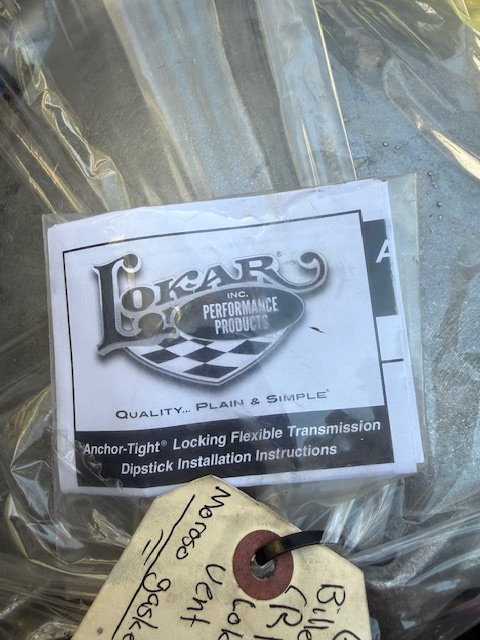 LOKAR®
INC.
PERFORMANCE
PRODUCTS
QUALITY... PLAIN & SIMPLE®
Anchor-Tight® Locking Flexible Transmission
Dipstick Installation Instructions
A
Moroso
Vent